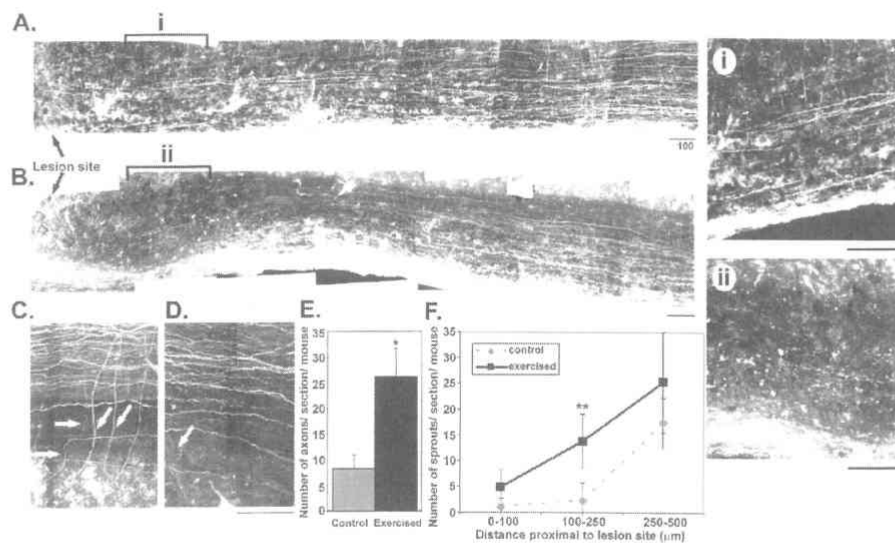 A.
i
100
Lesion site
ii
B.
i
ii
C.
D.
E.
Number of axons/ section/ mouse
35
30
25
20
15
10
5
0
*
Control Exercised
F.
Number of sprouts/ section/ mouse
35
30
25
20
15
10
5
0
control
exercised
**
0-100 100-250 250-500
Distance proximal to lesion site (μm)